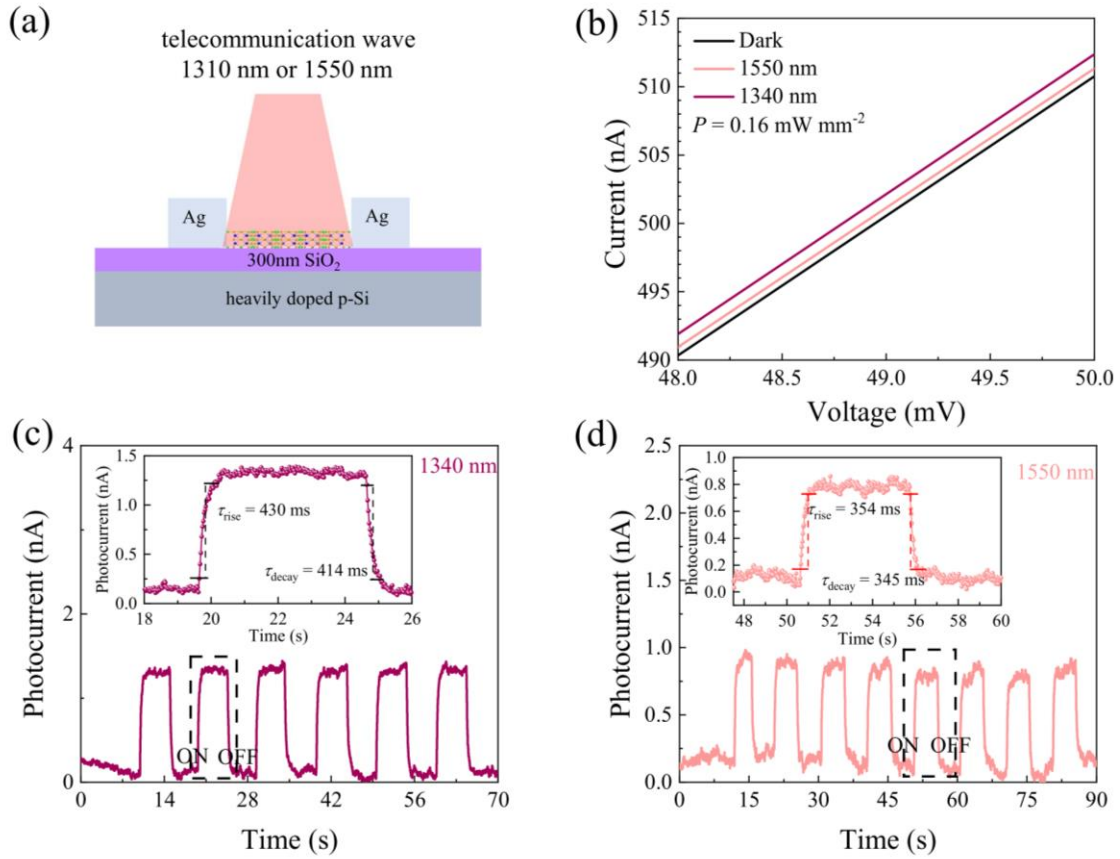 (a)
telecommunication wave
1310 nm or 1550 nm
Ag
Ag
300nm SiO₂
heavily doped p-Si
(b)
515
510
505
500
495
490
Current (nA)
Dark
1550 nm
1340 nm
P = 0.16 mW mm⁻²
48.0
48.5
49.0
49.5
50.0
Voltage (mV)
(c)
4
3
1
0
Photocurrent (nA)
1340 nm
1.5
1.2
0.9
0.6
0.3
0.0
Photocurrent (nA)
τrise = 430 ms
τdecay = 414 ms
18
20
22
24
26
Time (s)
ON
OFF
0
14
28
42
56
70
Time (s)
(d)
2.5
2.0
1.5
1.0
0.5
0.0
Photocurrent (nA)
1550 nm
1.0
0.8
0.6
0.4
0.2
0.0
Photocurrent (nA)
τrise = 354 ms
τdecay = 345 ms
48
50
52
54
56
58
60
Time (s)
ON
OFF
0
15
30
45
60
75
90
Time (s)